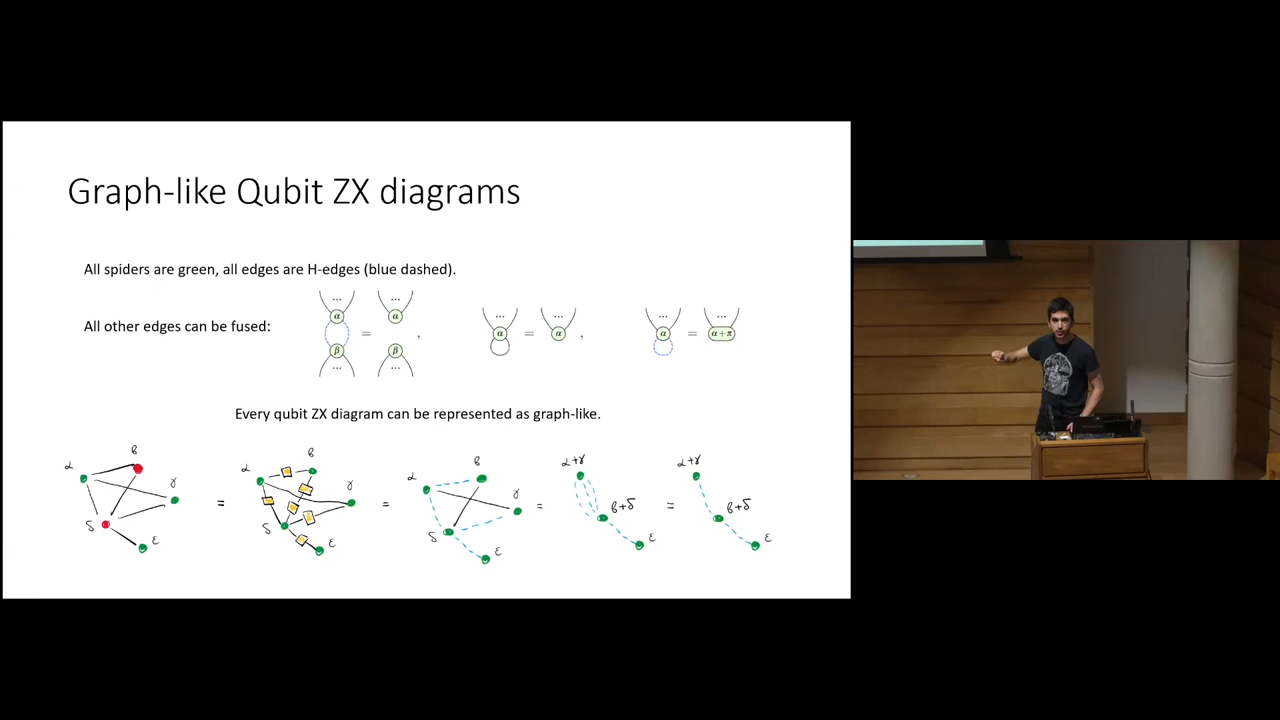 Graph-like Qubit ZX diagrams
All spiders are green, all edges are H-edges (blue dashed).
All other edges can be fused:
... ...
α α
= ,
β β
... ...
... ...
α = α ,
... ...
α = α+π
Every qubit ZX diagram can be represented as graph-like.
α β γ δ ε
=
α β γ δ ε
=
α β γ δ ε
=
α+γ β+δ ε
=
α+γ β+δ ε